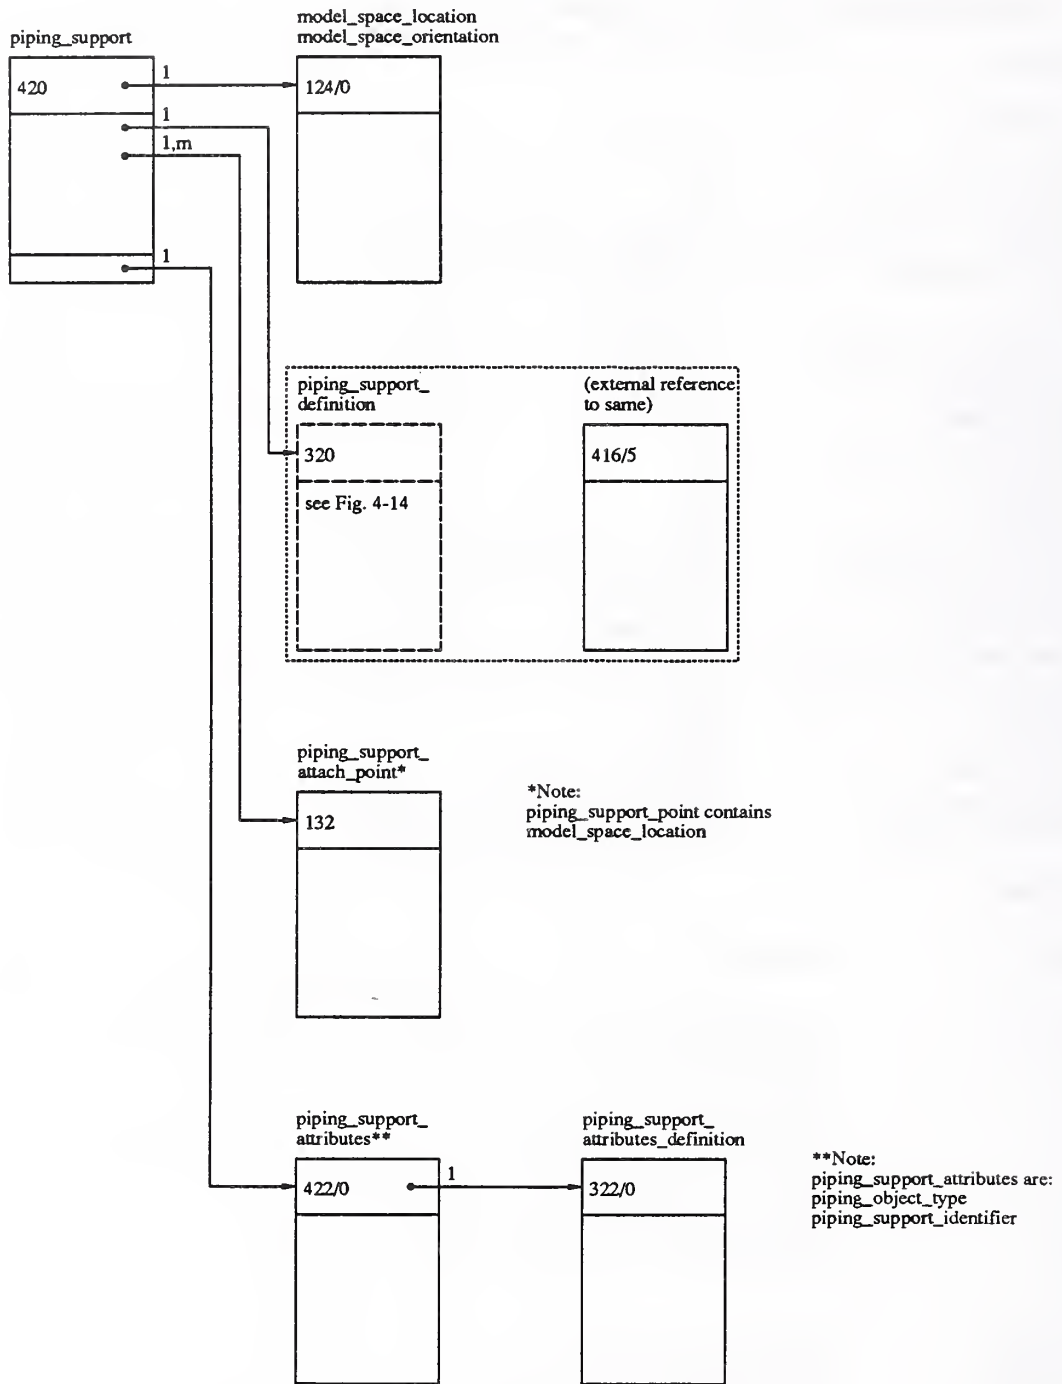 model_space_location
model_space_orientation
piping_support
420
1
124/0
1
1,m
1
piping_support_
definition
320
see Fig. 4-14
(external reference
to same)
416/5
piping_support_
attach_point*
132
*Note:
piping_support_point contains
model_space_location
piping_support_
attributes**
422/0
1
piping_support_
attributes_definition
322/0
**Note:
piping_support_attributes are:
piping_object_type
piping_support_identifier